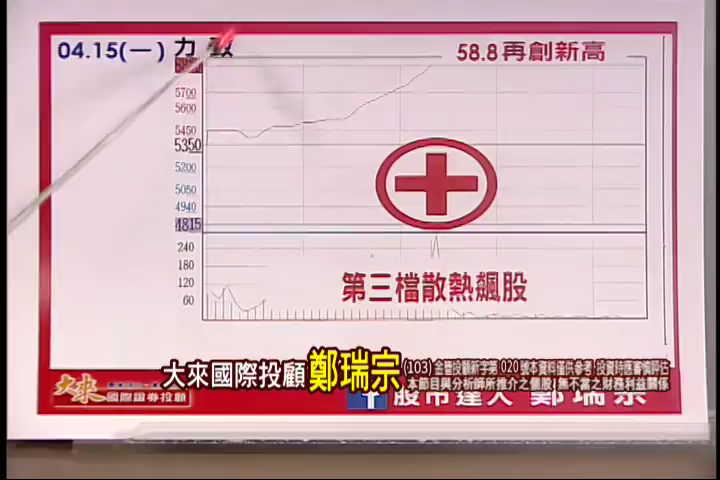 04.15(一) 力致
58.8再創新高
5700
5600
5450
5350
5200
5050
4940
4815
240
180
120
60
第三檔散熱飆股
大來國際投顧 鄭瑞宗
(103)金管投顧新字第 020號本資料僅供參考 投資時應審慎評估
本節目與分析師所推介之個股 無不當之財務利益關係
大來 國際證券投顧
股市達人 鄭瑞宗